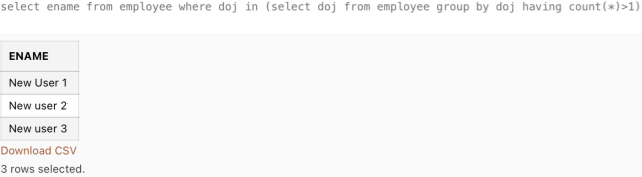 select ename from employee where doj in (select doj from employee group by doj having count(*)>1)
ENAME
New User 1
New user 2
New user 3
Download CSV
3 rows selected.